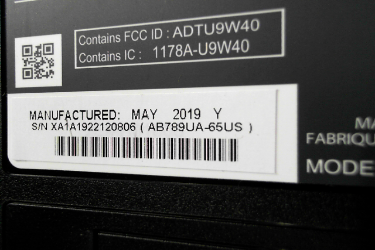 Contains FCC ID : ADTU9W40
Contains IC : 1178A-U9W40
MANUFACTURED: MAY 2019 Y
S/N XA1A1922120806 ( AB789UA-65US )
MA
FABRIQU
MODE